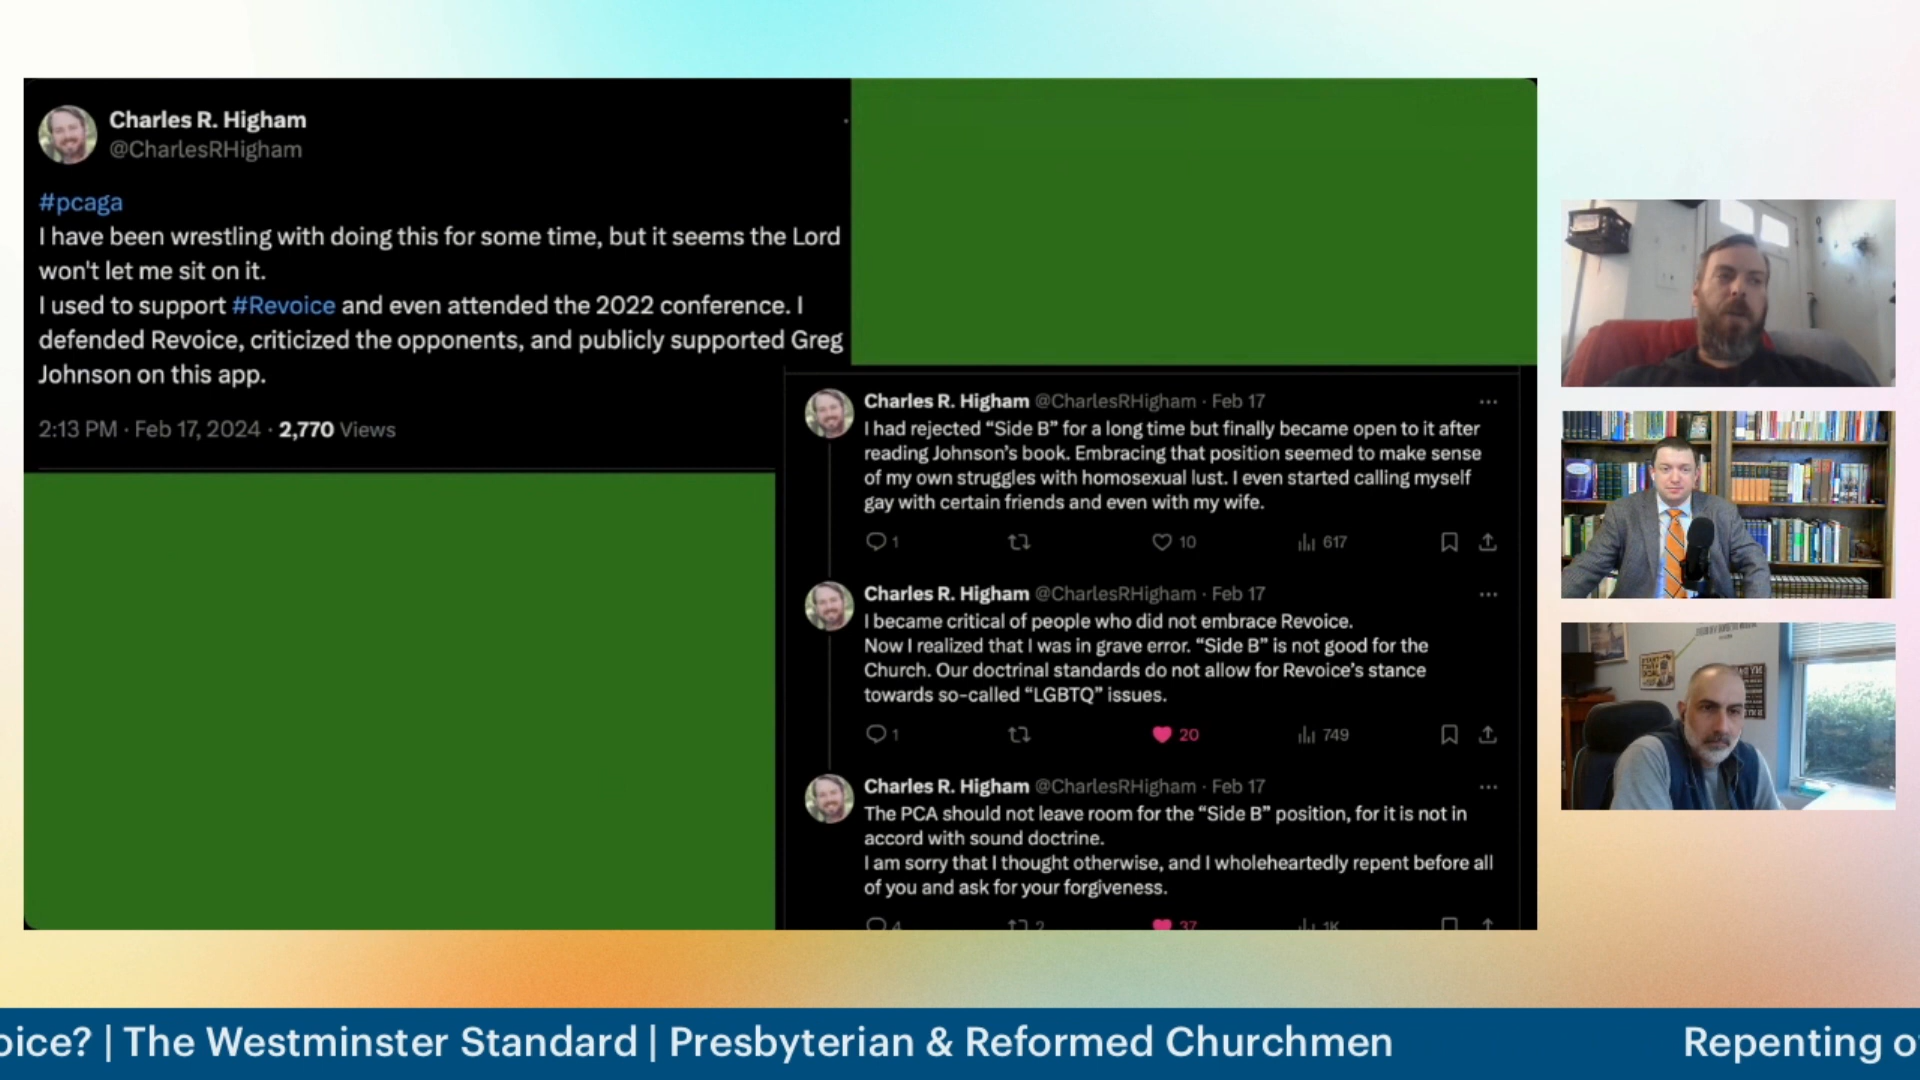 Charles R. Higham
@CharlesRHigham
#pcaga
I have been wrestling with doing this for some time, but it seems the Lord
won't let me sit on it.
I used to support #Revoice and even attended the 2022 conference. I
defended Revoice, criticized the opponents, and publicly supported Greg
Johnson on this app.
2:13 PM · Feb 17, 2024 · 2,770 Views
Charles R. Higham @CharlesRHigham · Feb 17
I had rejected “Side B” for a long time but finally became open to it after
reading Johnson’s book. Embracing that position seemed to make sense
of my own struggles with homosexual lust. I even started calling myself
gay with certain friends and even with my wife.
1 10 617
Charles R. Higham @CharlesRHigham · Feb 17
I became critical of people who did not embrace Revoice.
Now I realized that I was in grave error. “Side B” is not good for the
Church. Our doctrinal standards do not allow for Revoice’s stance
towards so-called “LGBTQ” issues.
1 20 749
Charles R. Higham @CharlesRHigham · Feb 17
The PCA should not leave room for the “Side B” position, for it is not in
accord with sound doctrine.
I am sorry that I thought otherwise, and I wholeheartedly repent before all
of you and ask for your forgiveness.
4 2 37 1K
oice? | The Westminster Standard | Presbyterian & Reformed Churchmen Repenting o